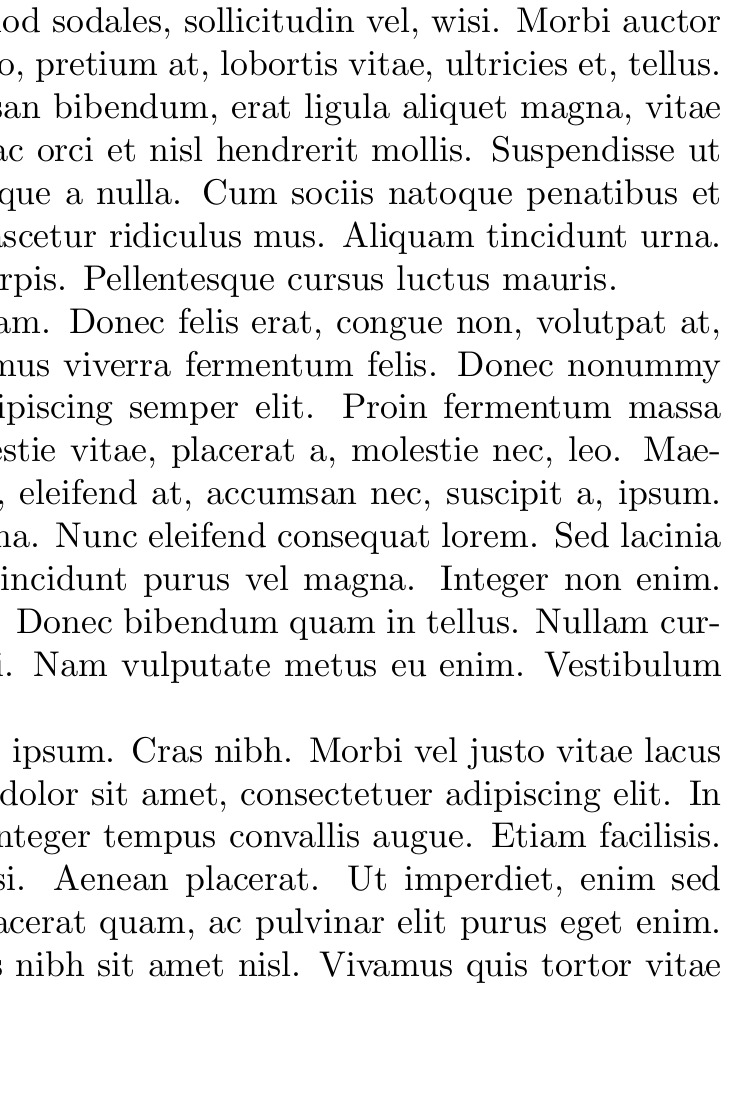 od sodales, sollicitudin vel, wisi. Morbi auctor
o, pretium at, lobortis vitae, ultricies et, tellus.
san bibendum, erat ligula aliquet magna, vitae
ac orci et nisl hendrerit mollis. Suspendisse ut
que a nulla. Cum sociis natoque penatibus et
ascetur ridiculus mus. Aliquam tincidunt urna.
rpis. Pellentesque cursus luctus mauris.
am. Donec felis erat, congue non, volutpat at,
mus viverra fermentum felis. Donec nonummy
ipiscing semper elit. Proin fermentum massa
estie vitae, placerat a, molestie nec, leo. Mae-
, eleifend at, accumsan nec, suscipit a, ipsum.
na. Nunc eleifend consequat lorem. Sed lacinia
incidunt purus vel magna. Integer non enim.
Donec bibendum quam in tellus. Nullam cur-
i. Nam vulputate metus eu enim. Vestibulum
ipsum. Cras nibh. Morbi vel justo vitae lacus
dolor sit amet, consectetuer adipiscing elit. In
nteger tempus convallis augue. Etiam facilisis.
si. Aenean placerat. Ut imperdiet, enim sed
acerat quam, ac pulvinar elit purus eget enim.
s nibh sit amet nisl. Vivamus quis tortor vitae